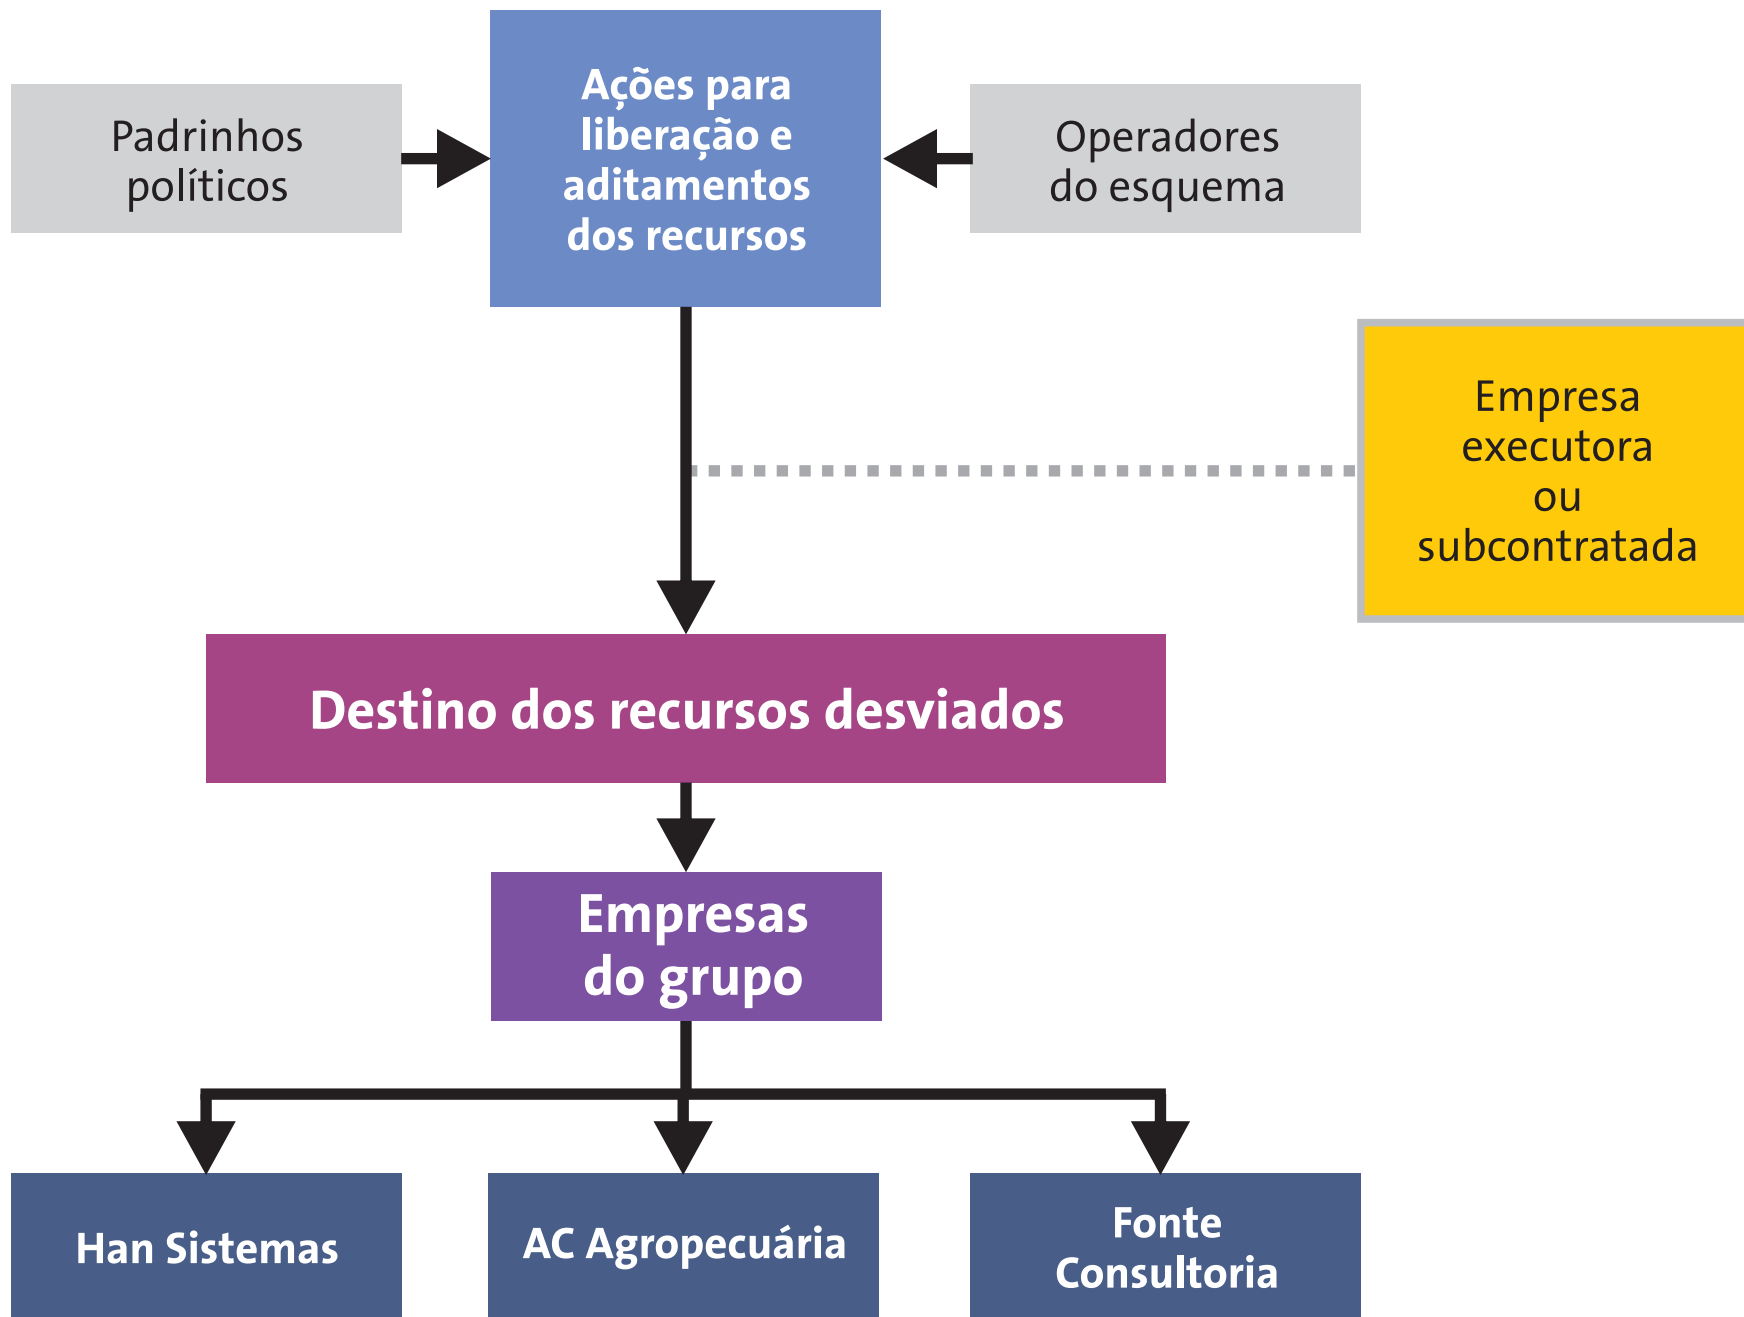 Padrinhos
políticos
Ações para
liberação e
aditamentos
dos recursos
Operadores
do esquema
Empresa
executora
ou
subcontratada
Destino dos recursos desviados
Empresas
do grupo
Han Sistemas
AC Agropecuária
Fonte
Consultoria